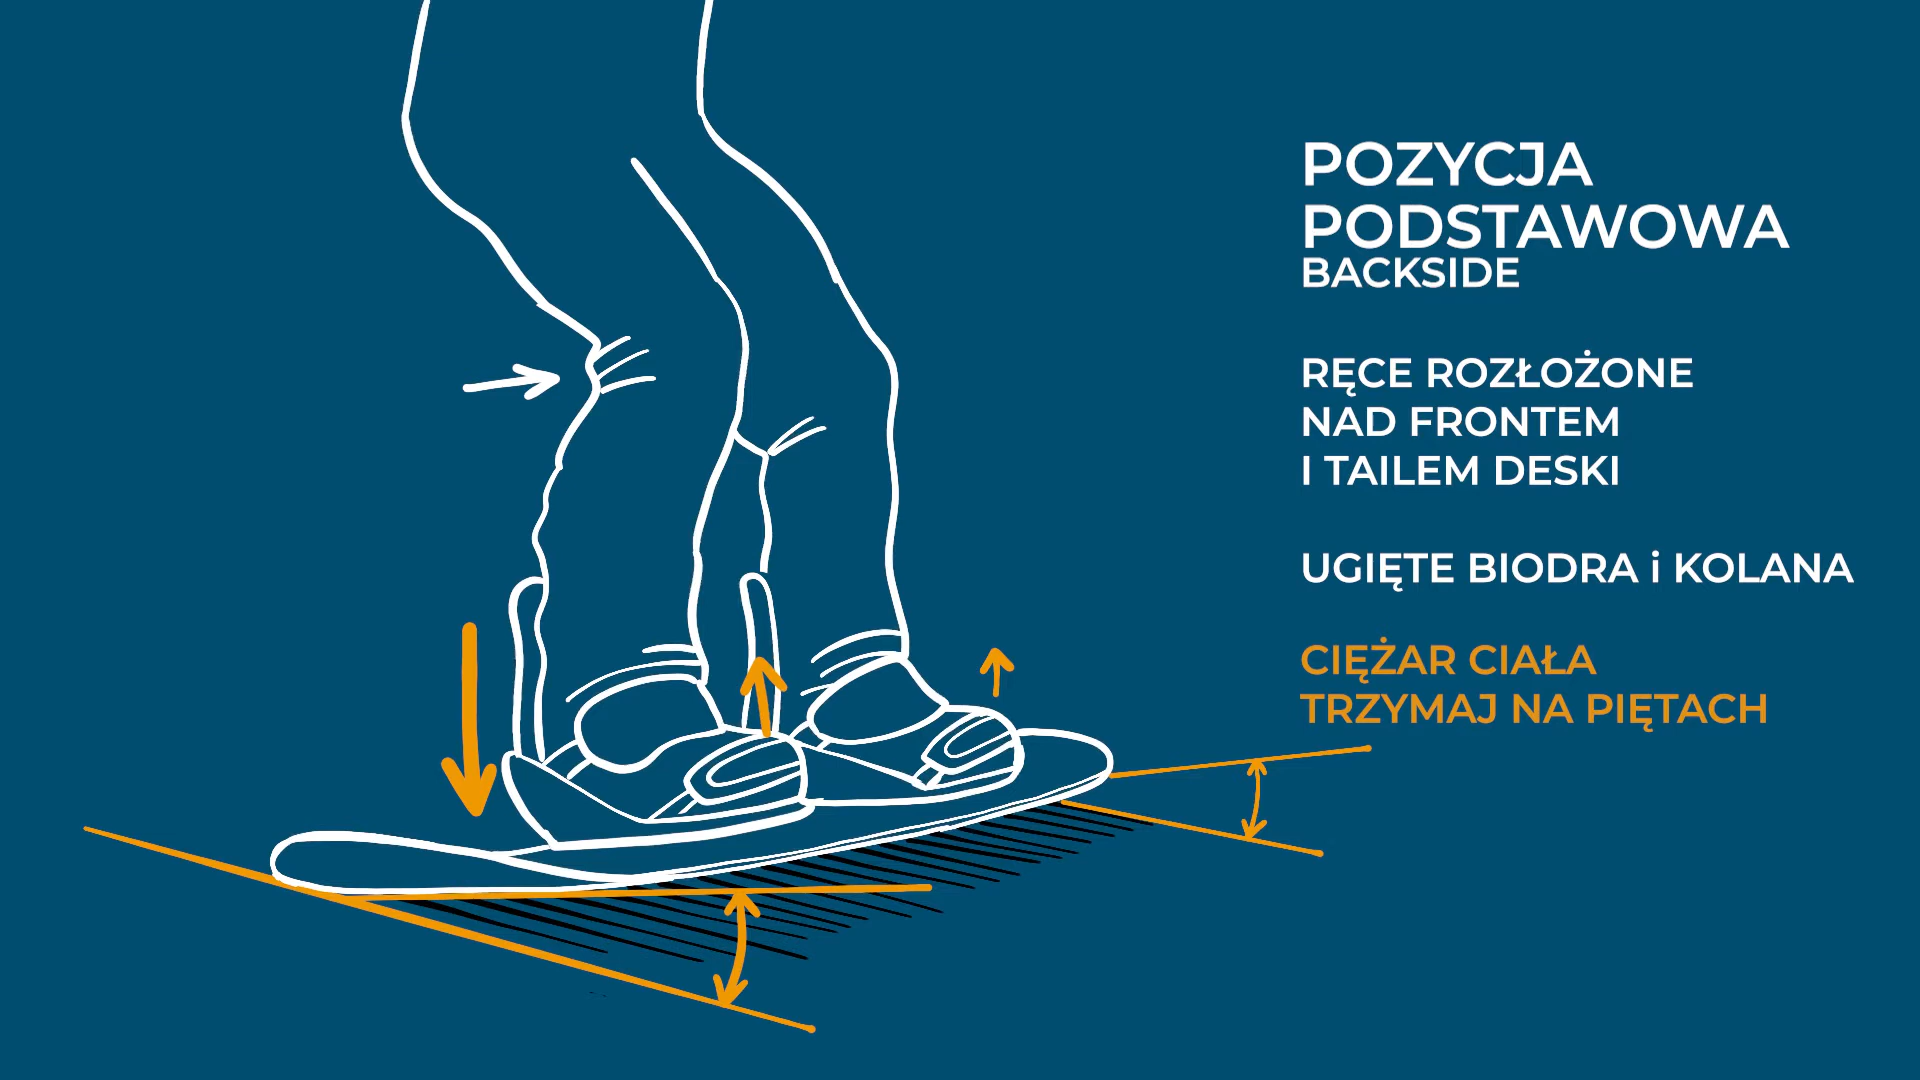 POZYCJA
PODSTAWOWA
BACKSIDE
RĘCE ROZŁOŻONE
NAD FRONTEM
I TAILEM DESKI
UGIĘTE BIODRA i KOLANA
CIĘŻAR CIAŁA
TRZYMAJ NA PIĘTACH